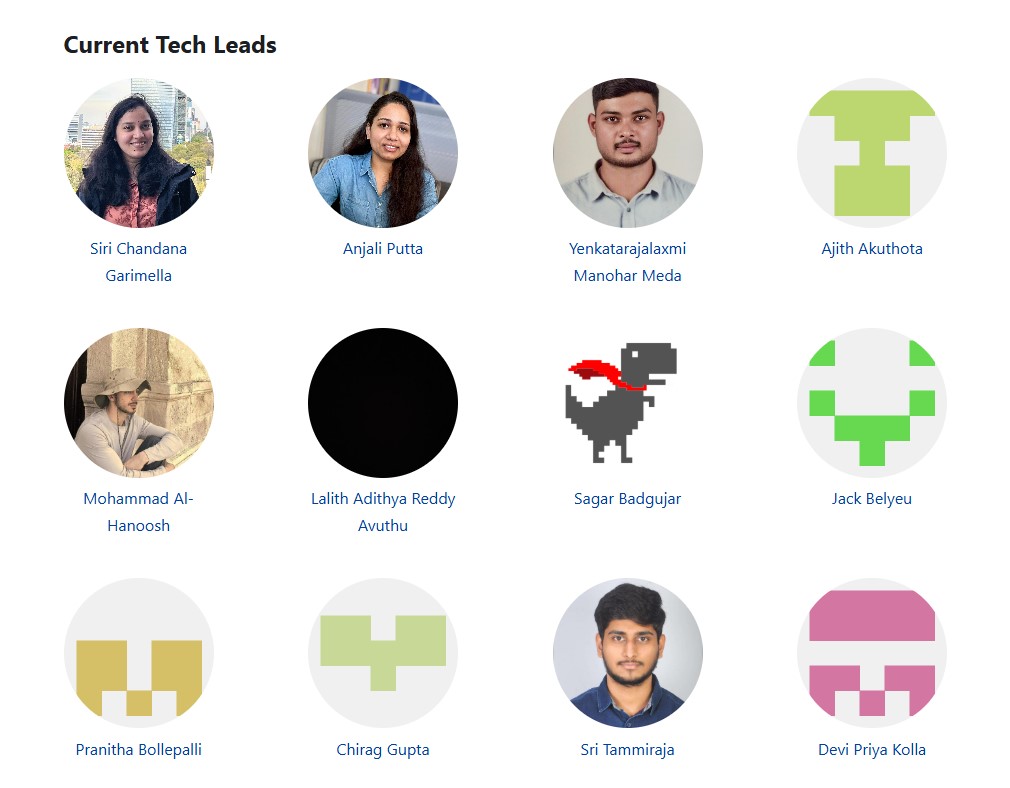 Current Tech Leads
Siri Chandana
Garimella
Anjali Putta
Yenkatarajalaxmi
Manohar Meda
Ajith Akuthota
Mohammad Al-
Hanoosh
Lalith Adithya Reddy
Avuthu
Sagar Badgujar
Jack Belyeu
Pranitha Bollepalli
Chirag Gupta
Sri Tammiraja
Devi Priya Kolla